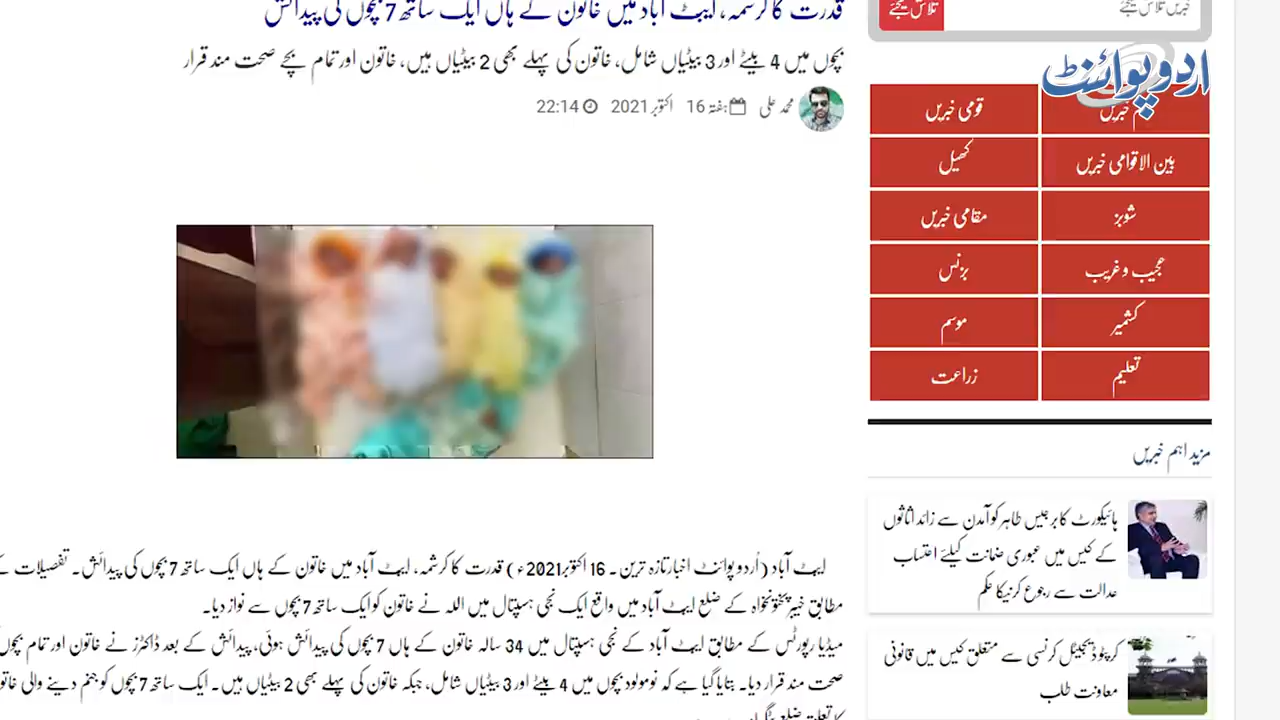 قدرت کا کرشمہ، ایبٹ آباد میں خاتون کے ہاں ایک ساتھ 7 بچوں کی پیدائش
بچوں میں 4 بیٹے اور 3 بیٹیاں شامل، خاتون کی پہلے بھی 2 بیٹیاں ہیں، خاتون اور تمام بچے صحت مند قرار
محمد علی ہفتہ 16 اکتوبر 2021 22:14
ایبٹ آباد (اُردو پوائنٹ اخبارتازہ ترین۔ 16 اکتوبر2021ء) قدرت کا کرشمہ، ایبٹ آباد میں خاتون کے ہاں ایک ساتھ 7 بچوں کی پیدائش۔ تفصیلات کے
مطابق خیبرپختونخواہ کے ضلع ایبٹ آباد میں واقع ایک نجی ہسپتال میں اللہ نے خاتون کو ایک ساتھ 7 بچوں سے نواز دیا۔
میڈیا رپورٹس کے مطابق ایبٹ آباد کے نجی ہسپتال میں 34 سالہ خاتون کے ہاں 7 بچوں کی پیدائش ہوئی، پیدائش کے بعد ڈاکٹرز نے خاتون اور تمام بچوں
صحت مند قرار دیا۔ بتایا گیا ہے کہ نومولود بچوں میں 4 بیٹے اور 3 بیٹیاں شامل، جبکہ خاتون کی پہلے بھی 2 بیٹیاں ہیں۔ ایک ساتھ 7 بچوں کو جنم دینے والی
خبریں تلاش کیجئے
تلاش کیجئے
اردو پوائنٹ
خبریں
قومی خبریں
بین الاقوامی خبریں
کھیل
شوبز
مقامی خبریں
عجیب و غریب
بزنس
کشمیر
موسم
تعلیم
زراعت
مزید اہم خبریں
ہائیکورٹ کا برجیس طاہر کو آمدن سے زائد اثاثوں
کے کیس میں عبوری ضمانت کیلئے احتساب
عدالت سے رجوع کرنیکا حکم
کرپٹو ڈیجیٹل کرنسی سے متعلق کیس میں قانونی
معاونت طلب